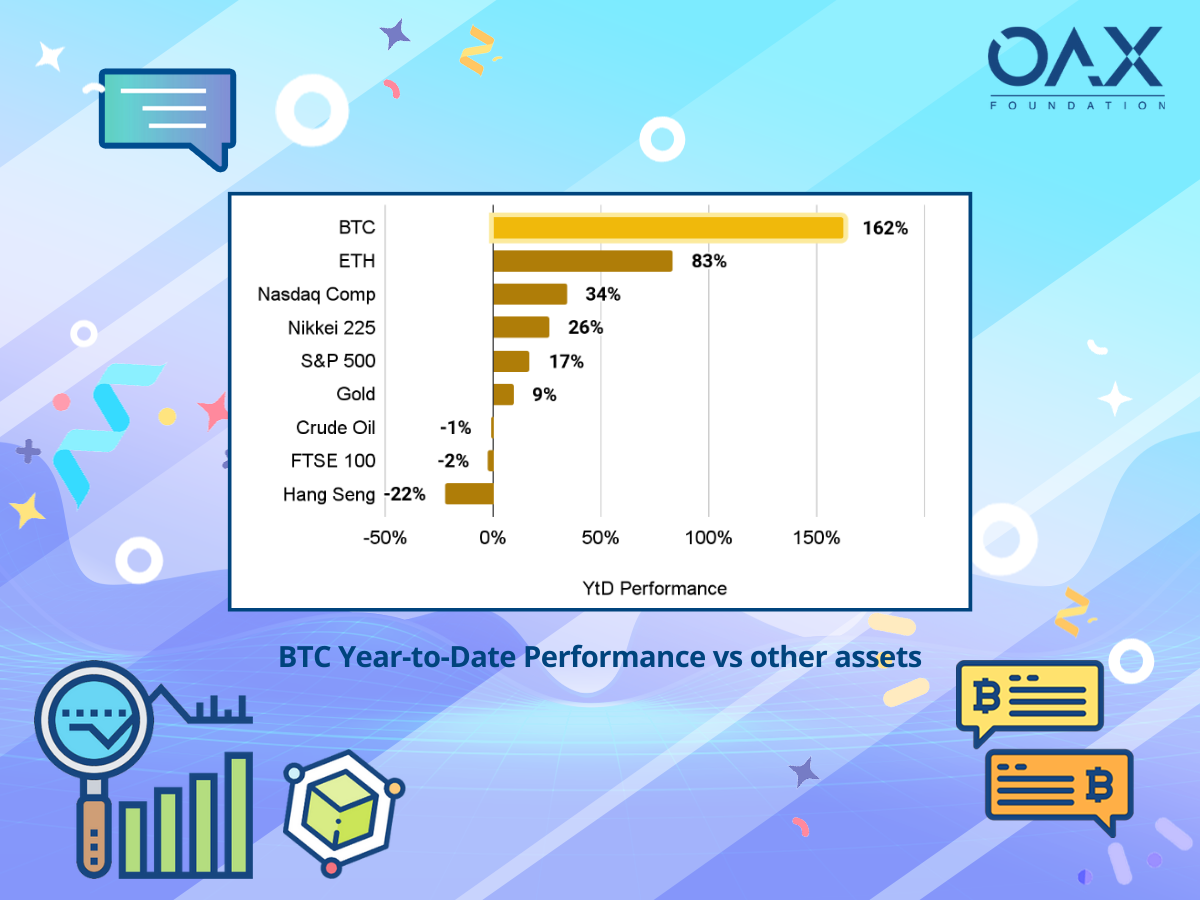 OAX
FOUNDATION
BTC 162%
ETH 83%
Nasdaq Comp 34%
Nikkei 225 26%
S&P 500 17%
Gold 9%
Crude Oil -1%
FTSE 100 -2%
Hang Seng -22%
-50% 0% 50% 100% 150%
YtD Performance
BTC Year-to-Date Performance vs other assets